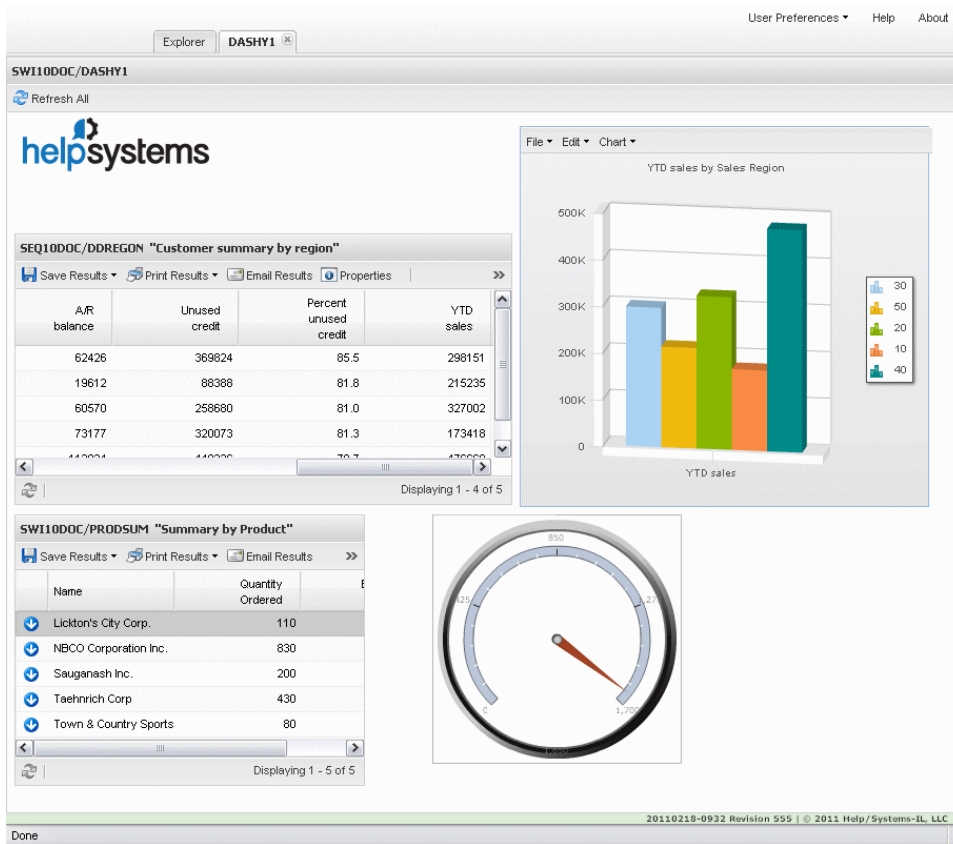 User Preferences Help About
Explorer DASHY1
SWI10DOC/DASHY1
Refresh All
helpsystems
File Edit Chart
YTD sales by Sales Region
500K
400K
300K
200K
100K
0
YTD sales
30
50
20
10
40
SEQ10DOC/DDREGON "Customer summary by region"
Save Results Print Results Email Results Properties »
A/R balance Unused credit Percent unused credit YTD sales
62426 369824 85.5 298151
19612 88388 81.8 215235
60570 258680 81.0 327002
73177 320073 81.3 173418
Displaying 1 - 4 of 5
SWI10DOC/PRODSUM "Summary by Product"
Save Results Print Results Email Results »
Name Quantity Ordered
Lickton's City Corp. 110
NBCO Corporation Inc. 830
Sauganash Inc. 200
Taehnrich Corp 430
Town & Country Sports 80
Displaying 1 - 5 of 5
850
425
0
1,700
1,650
20110218-0932 Revision 555 | © 2011 Help/Systems-IL, LLC
Done